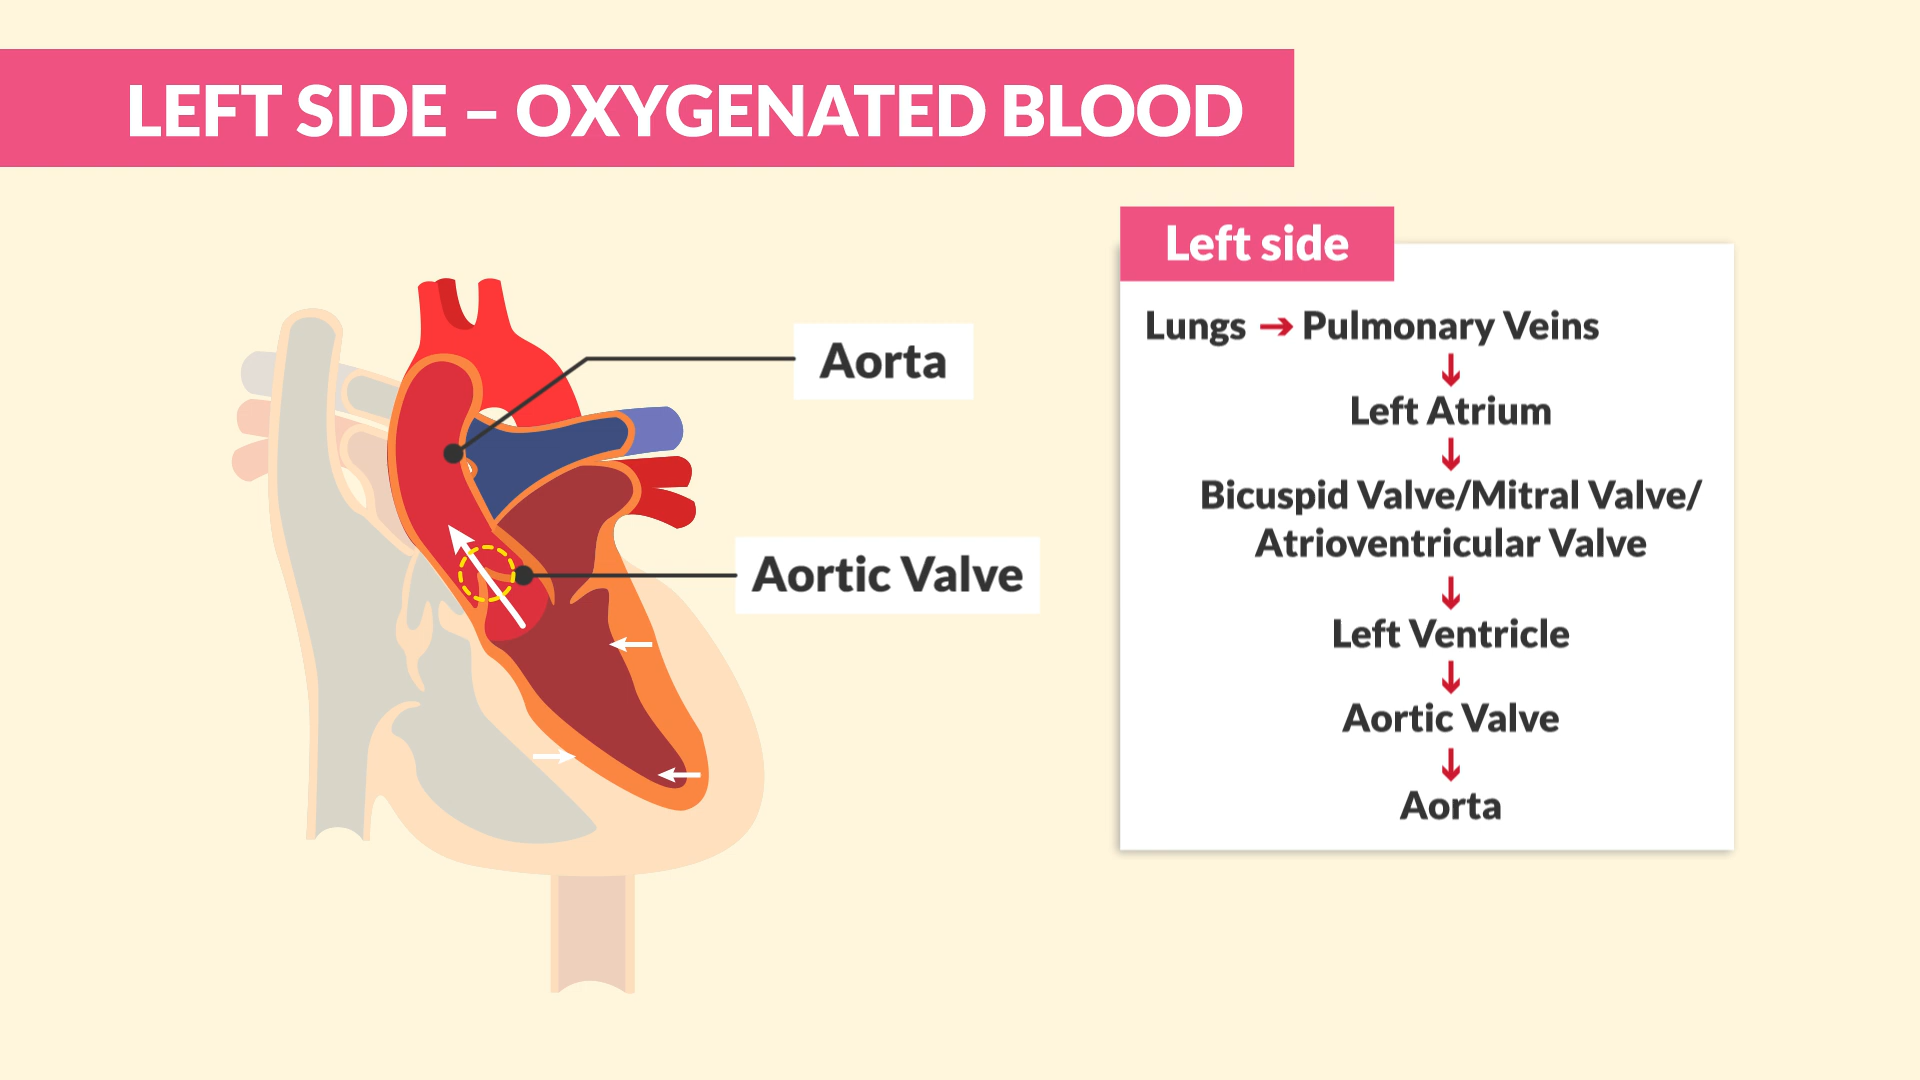 LEFT SIDE – OXYGENATED BLOOD
Left side
Lungs → Pulmonary Veins
↓
Left Atrium
↓
Bicuspid Valve/Mitral Valve/
Atrioventricular Valve
↓
Left Ventricle
↓
Aortic Valve
↓
Aorta
Aorta
Aortic Valve